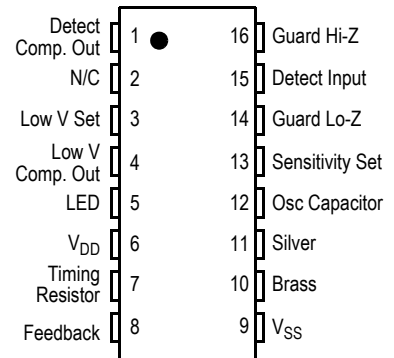 Detect
Comp. Out
1
16
Guard Hi-Z
N/C
2
15
Detect Input
Low V Set
3
14
Guard Lo-Z
Low V
Comp. Out
4
13
Sensitivity Set
LED
5
12
Osc Capacitor
VDD
6
11
Silver
Timing
Resistor
7
10
Brass
Feedback
8
9
VSS